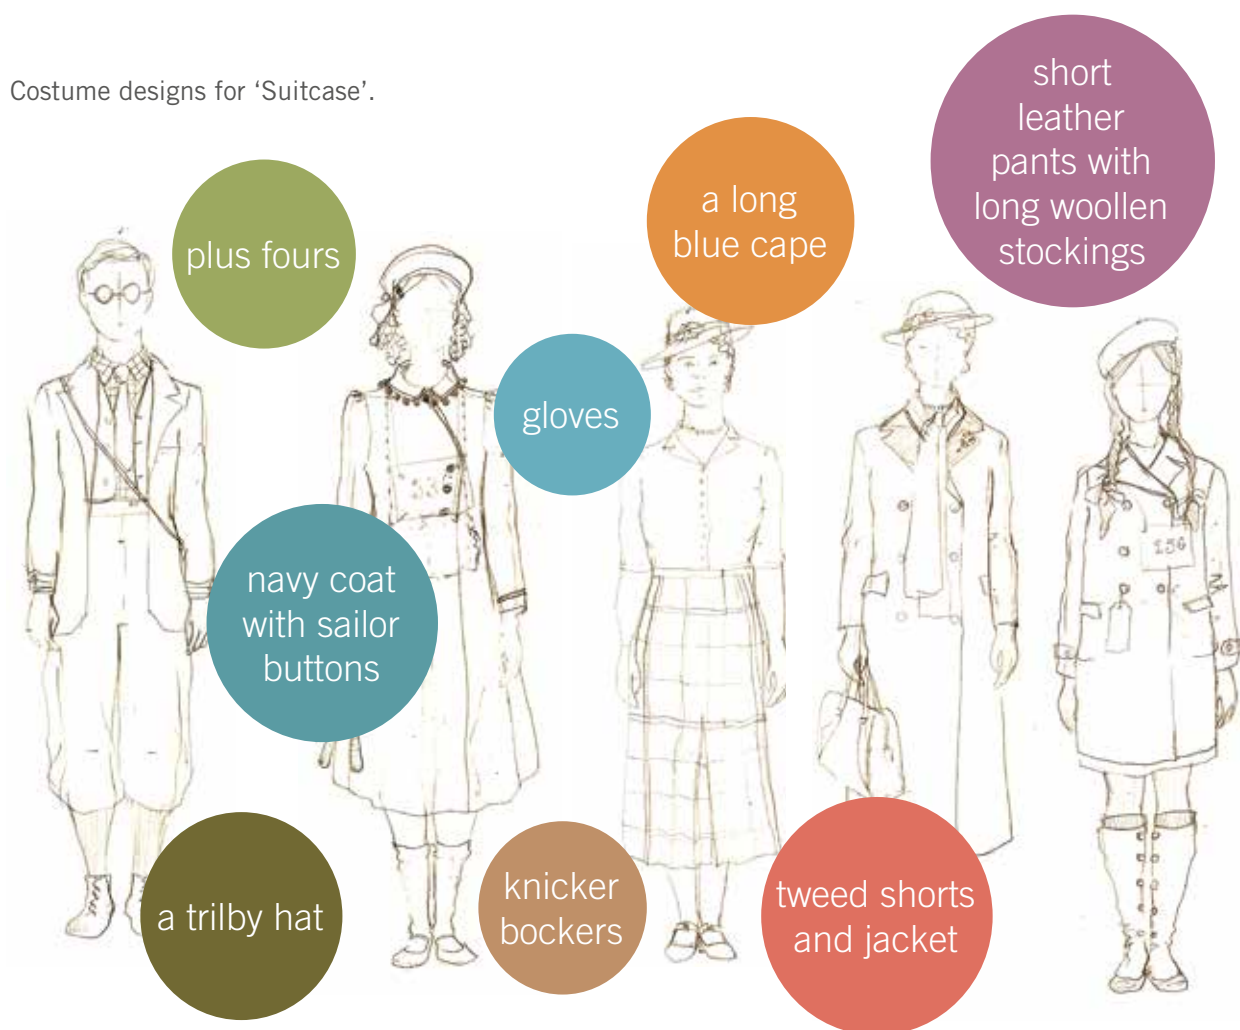 Costume designs for ‘Suitcase’.
short
leather
pants with
long woollen
stockings
a long
blue cape
plus fours
gloves
navy coat
with sailor
buttons
156
a trilby hat
knicker
bockers
tweed shorts
and jacket